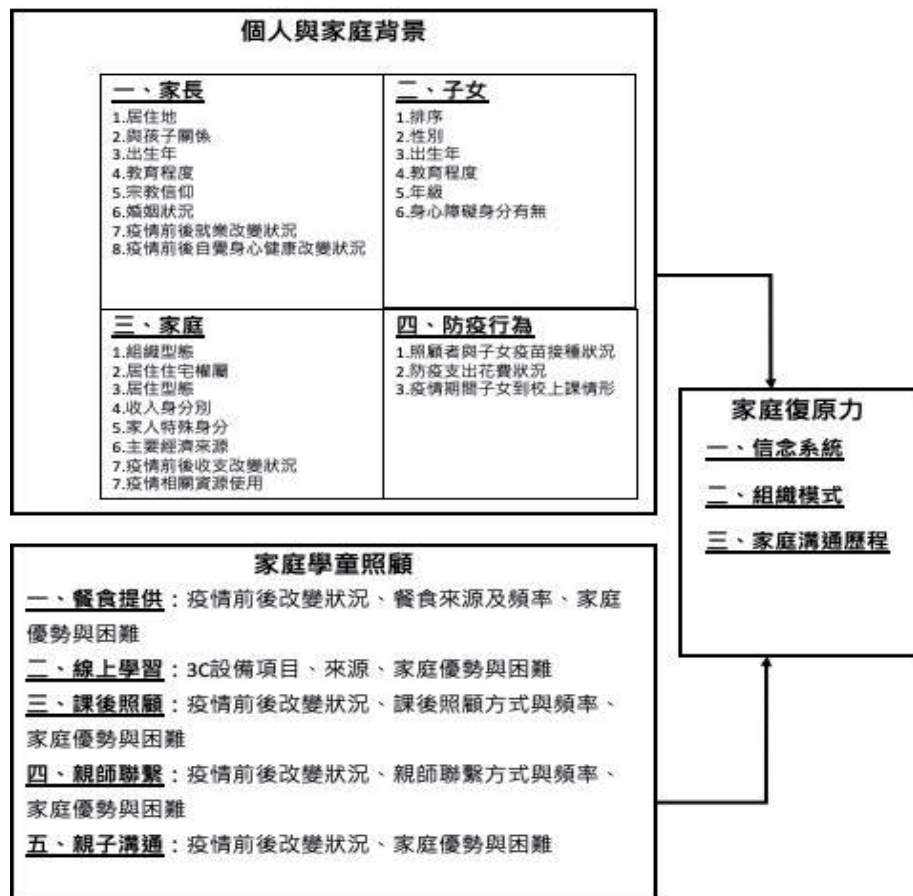 個人與家庭背景
一、家長
1.居住地
2.與孩子關係
3.出生年
4.教育程度
5.宗教信仰
6.婚姻狀況
7.疫情前後就業改變狀況
8.疫情前後自覺身心健康改變狀況
二、子女
1.排序
2.性別
3.出生年
4.教育程度
5.年級
6.身心障礙身分有無
三、家庭
1.組織型態
2.居住住宅權屬
3.居住型態
4.收入身分別
5.家人特殊身分
6.主要經濟來源
7.疫情前後收支改變狀況
7.疫情相關資源使用
四、防疫行為
1.照顧者與子女疫苗接種狀況
2.防疫支出花費狀況
3.疫情期間子女到校上課情形
家庭學童照顧
一、餐食提供：疫情前後改變狀況、餐食來源及頻率、家庭
優勢與困難
二、線上學習：3C設備項目、來源、家庭優勢與困難
三、課後照顧：疫情前後改變狀況、課後照顧方式與頻率、
家庭優勢與困難
四、親師聯繫：疫情前後改變狀況、親師聯繫方式與頻率、
家庭優勢與困難
五、親子溝通：疫情前後改變狀況、家庭優勢與困難
家庭復原力
一、信念系統
二、組織模式
三、家庭溝通歷程